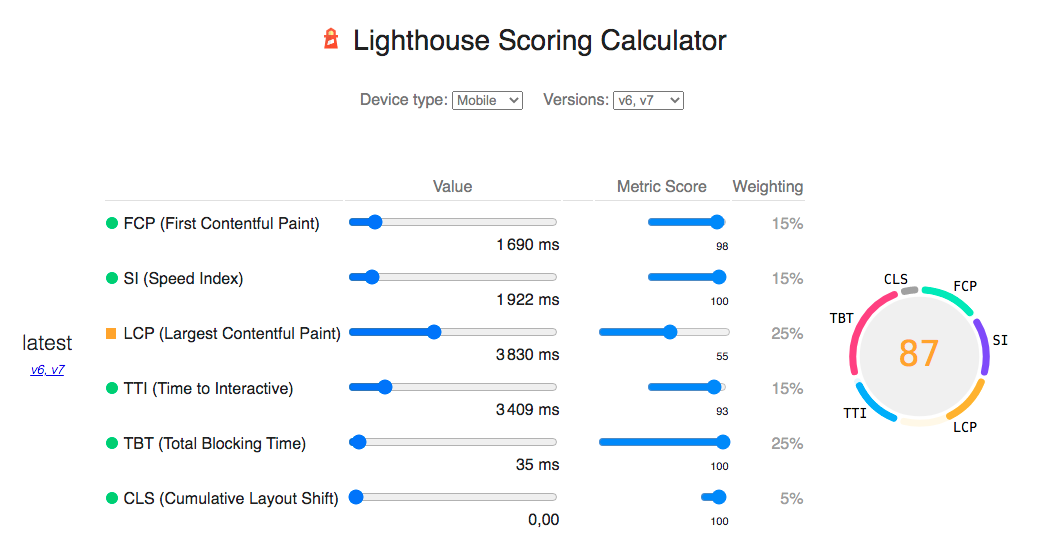 Lighthouse Scoring Calculator
Device type: Mobile Versions: v6, v7
Value Metric Score Weighting
FCP (First Contentful Paint) 15%
1 690 ms 98
SI (Speed Index) 15%
1 922 ms 100
latest
v6, v7
LCP (Largest Contentful Paint) 25%
3 830 ms 55
TTI (Time to Interactive) 15%
3 409 ms 93
TBT (Total Blocking Time) 25%
35 ms 100
CLS (Cumulative Layout Shift) 5%
0,00 100
CLS
FCP
TBT
SI
87
TTI
LCP